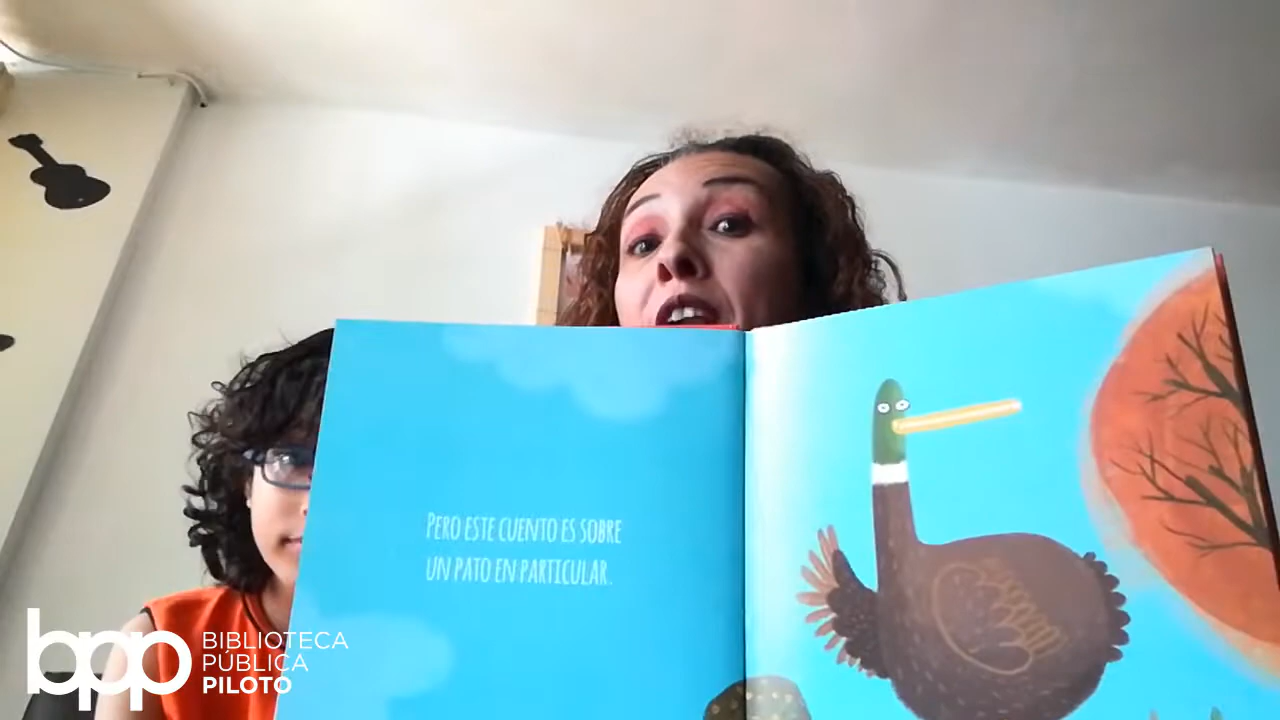 PERO ESTE CUENTO ES SOBRE
UN PATO EN PARTICULAR.
bpp BIBLIOTECA
PÚBLICA
PILOTO